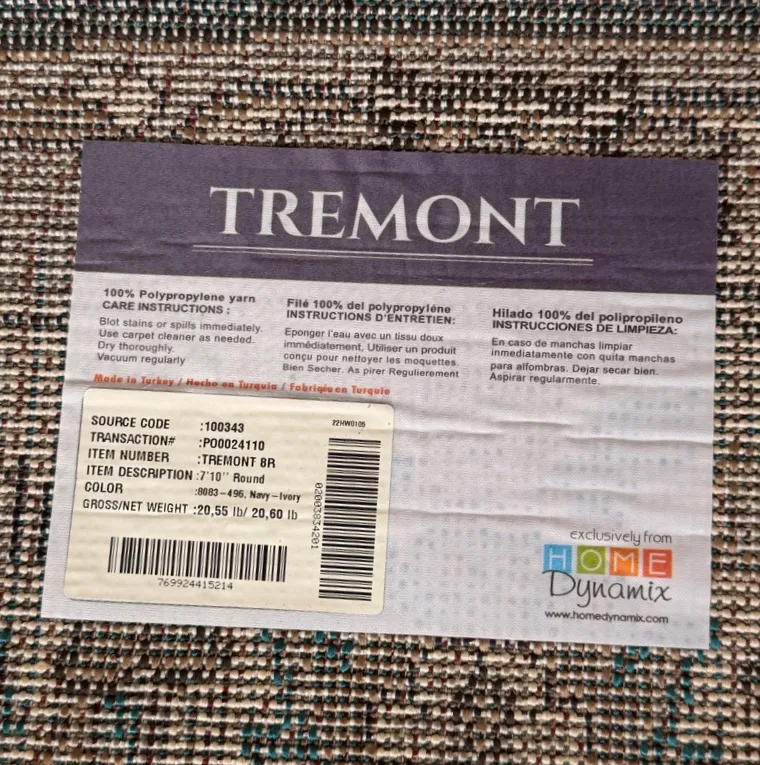 TREMONT
100% Polypropylene yarn
CARE INSTRUCTIONS :
Blot stains or spills immediately.
Use carpet cleaner as needed.
Dry thoroughly.
Vacuum regularly
Filé 100% del polypropyléne
INSTRUCTIONS D'ENTRETIEN:
Eponger l'eau avec un tissu doux
immédiatement, Utiliser un produit
conçu pour nettoyer les moquettes.
Bien Secher. As pirer Regulierement
Hilado 100% del polipropileno
INSTRUCCIONES DE LIMPIEZA:
En caso de manchas limpiar
inmediatamente con quita manchas
para alfombras. Dejar secar bien.
Aspirar regularmente.
Made in Turkey / Hecho en Turquia / Fabriqiu en Turquie
22HW0105
SOURCE CODE :100343
TRANSACTION# :PO0024110
ITEM NUMBER :TREMONT 8R
ITEM DESCRIPTION :7'10'' Round
COLOR :8083-496, Navy-Ivory
GROSS/NET WEIGHT :20,55 lb/ 20,60 lb
769924415214
02003834201
exclusively from
HOME
Dynamix
www.homedynamix.com